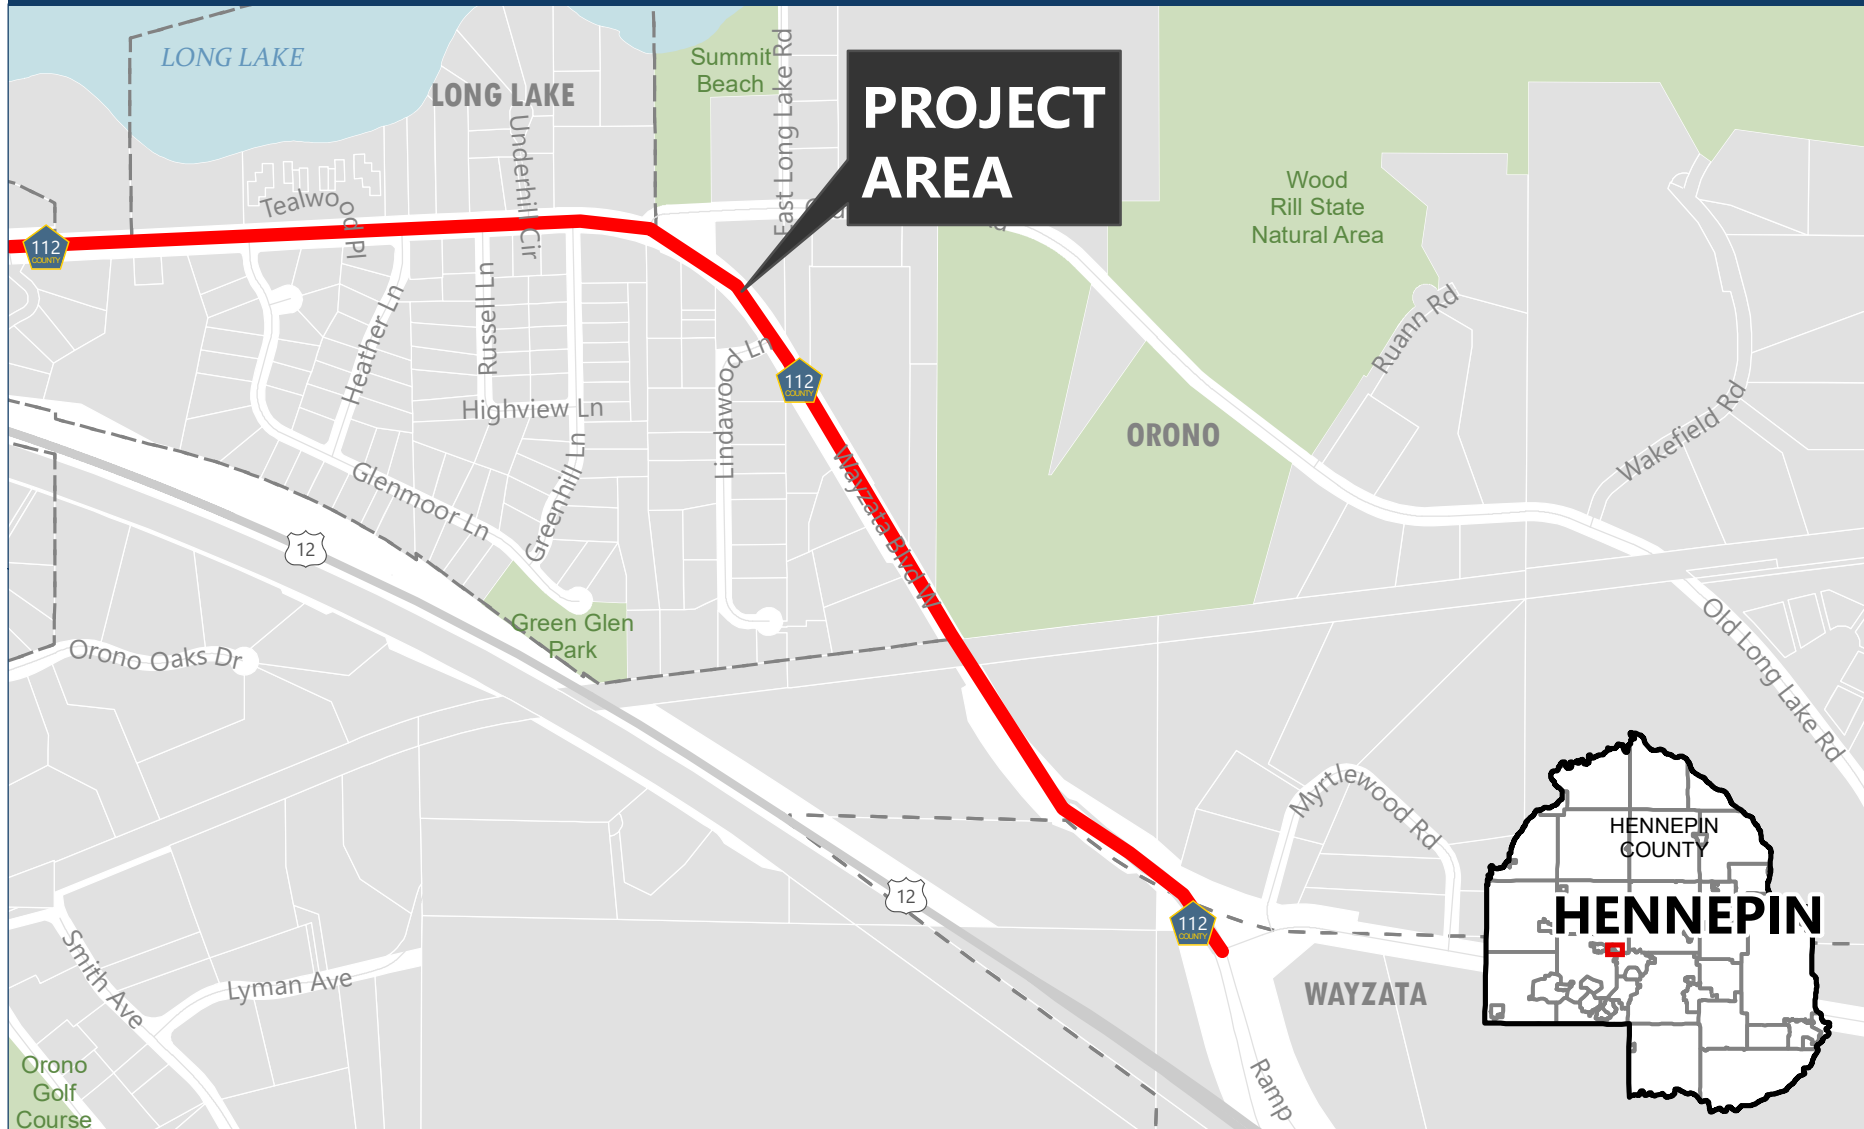 LONG LAKE
Summit
Beach
LONG LAKE
East Long Lake Rd
PROJECT
AREA
Underhill Cir
Tealwood Pl
Wood
Rill State
Natural Area
112
COUNTY
Heather Ln
Russell Ln
Ruann Rd
Lindawood Ln
112
COUNTY
Highview Ln
ORONO
Wakefield Rd
Glenmoor Ln
Greenhill Ln
Wayzata Blvd W
12
Green Glen
Park
Orono Oaks Dr
Old Long Lake Rd
Myrtlewood Rd
HENNEPIN
COUNTY
12
HENNEPIN
112
COUNTY
Smith Ave
Lyman Ave
WAYZATA
Ramp
Orono
Golf
Course